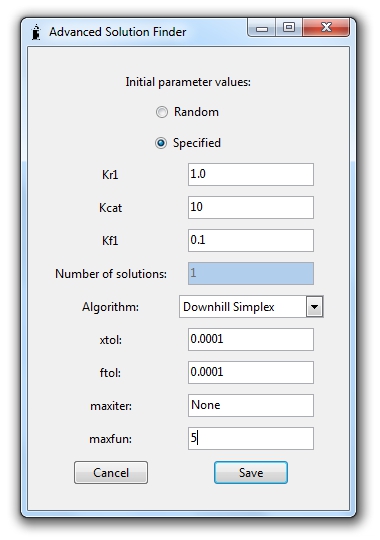 Advanced Solution Finder
Initial parameter values:
Random
Specified
Kr1 1.0
Kcat 10
Kf1 0.1
Number of solutions: 1
Algorithm: Downhill Simplex
xtol: 0.0001
ftol: 0.0001
maxiter: None
maxfun: 5
Cancel Save